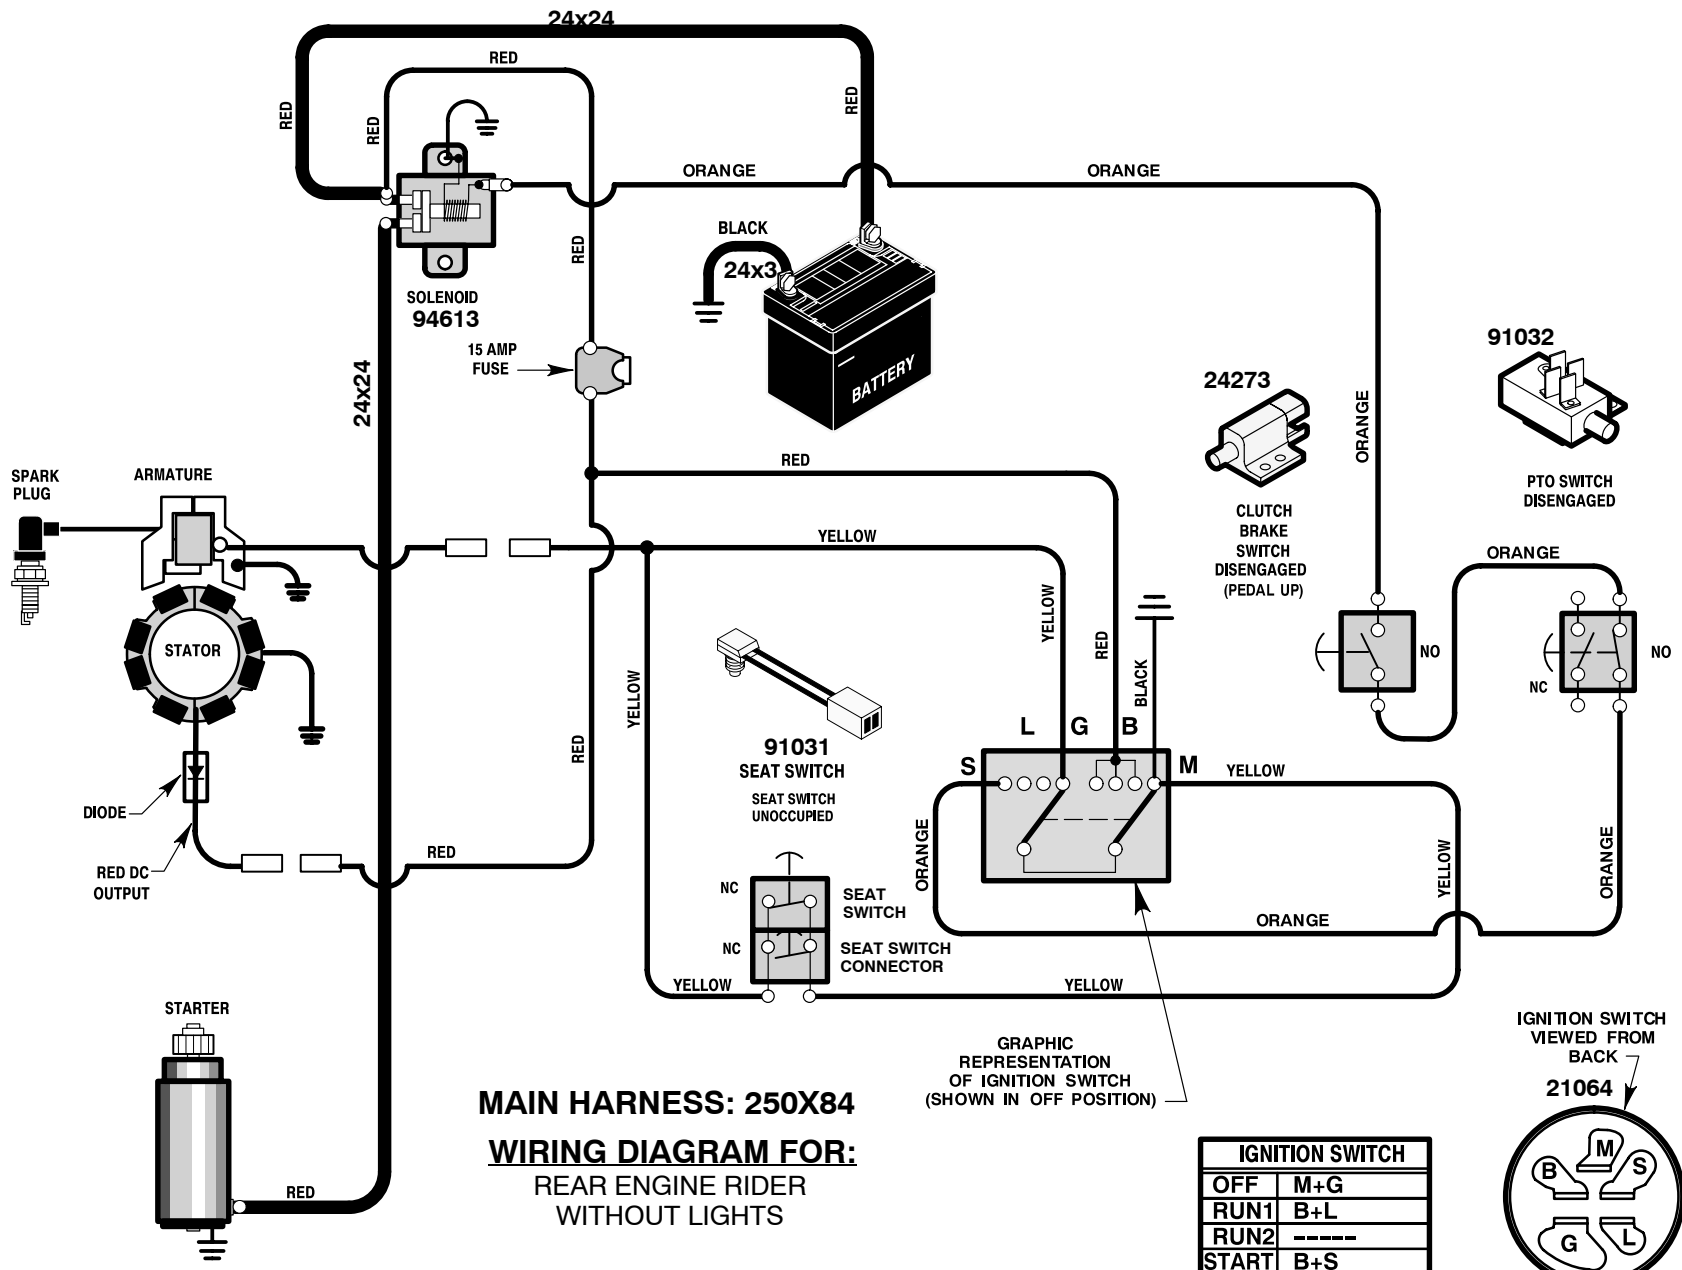 24x24
RED
RED
RED
RED
ORANGE
ORANGE
BLACK
24x3
RED
SOLENOID
94613
15 AMP
FUSE
BATTERY
24x24
91032
PTO SWITCH
DISENGAGED
24273
CLUTCH
BRAKE
SWITCH
DISENGAGED
(PEDAL UP)
ORANGE
SPARK
PLUG
ARMATURE
RED
YELLOW
ORANGE
STATOR
YELLOW
YELLOW
RED
BLACK
NO
NO
NC
91031
SEAT SWITCH
SEAT SWITCH
UNOCCUPIED
RED
L
G
B
S
M
YELLOW
DIODE
RED DC
OUTPUT
RED
ORANGE
YELLOW
ORANGE
NC
SEAT
SWITCH
ORANGE
NC
SEAT SWITCH
CONNECTOR
YELLOW
YELLOW
STARTER
GRAPHIC
REPRESENTATION
OF IGNITION SWITCH
(SHOWN IN OFF POSITION)
IGNITION SWITCH
VIEWED FROM
BACK
21064
MAIN HARNESS: 250X84
WIRING DIAGRAM FOR:
REAR ENGINE RIDER
WITHOUT LIGHTS
RED
IGNITION SWITCH
OFF M+G
RUN1 B+L
RUN2 -----
START B+S
M
B
S
G
L